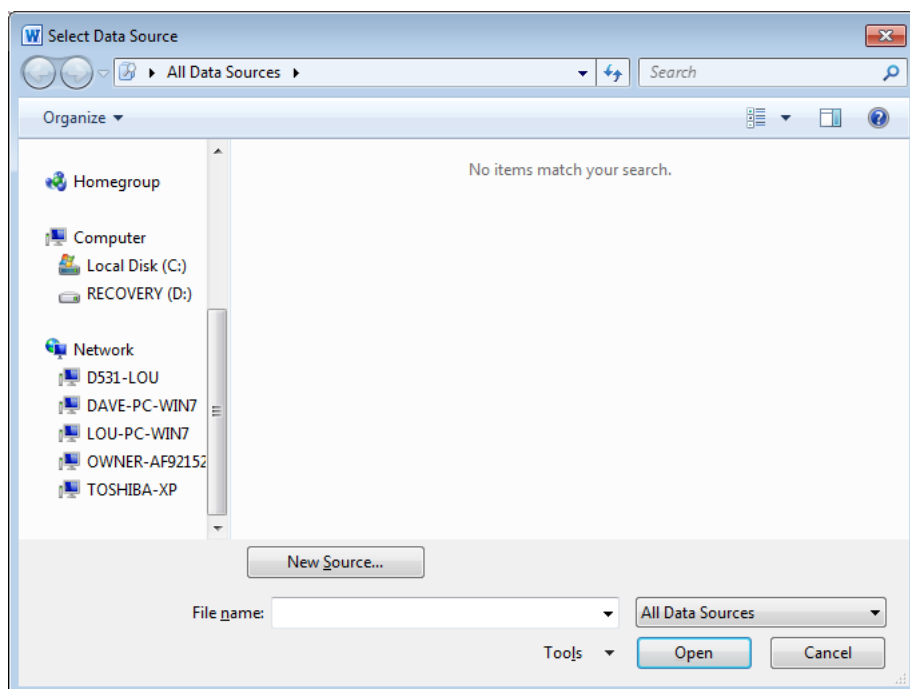 Select Data Source
All Data Sources
Search
Organize
No items match your search.
Homegroup
Computer
Local Disk (C:)
RECOVERY (D:)
Network
D531-LOU
DAVE-PC-WIN7
LOU-PC-WIN7
OWNER-AF92152
TOSHIBA-XP
New Source...
File name:
All Data Sources
Tools
Open
Cancel